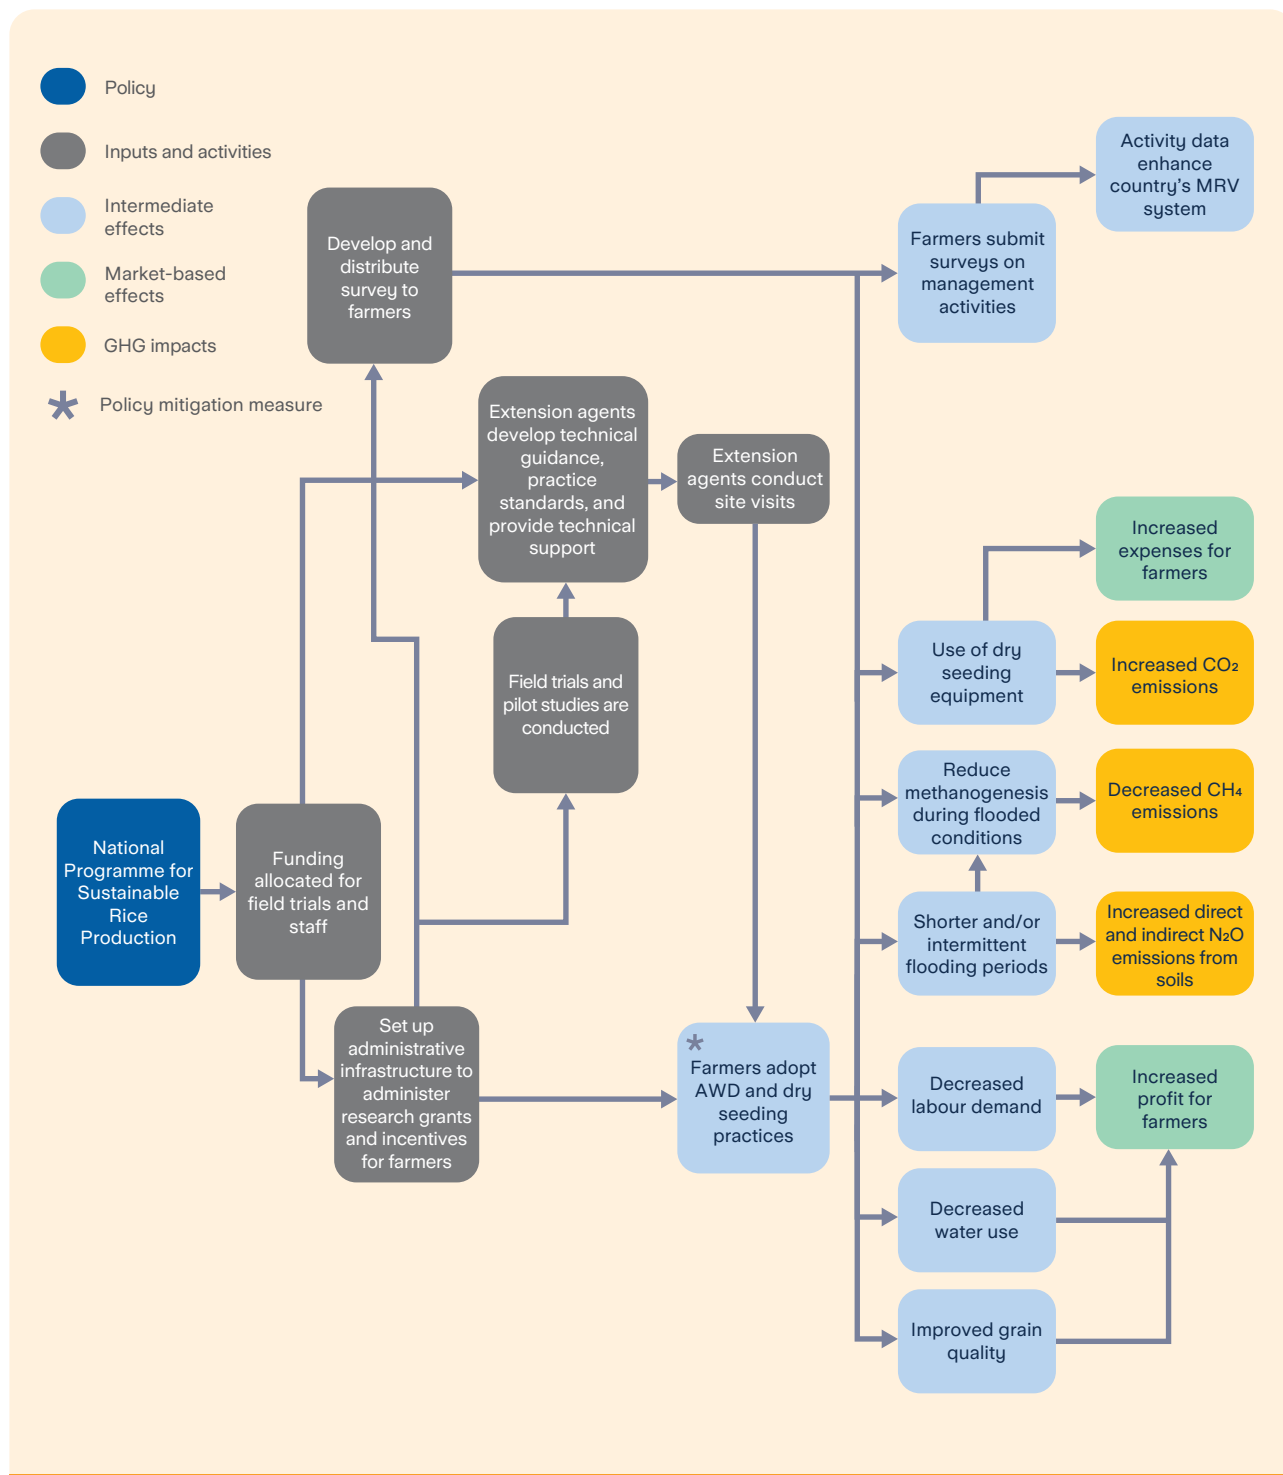 Policy
Inputs and activities
Intermediate
effects
Market-based
effects
GHG impacts
Policy mitigation measure
National
Programme for
Sustainable
Rice
Production
Funding
allocated for
field trials and
staff
Set up
administrative
infrastructure to
administer
research grants
and incentives
for farmers
Develop and
distribute
survey to
farmers
Extension agents
develop technical
guidance,
practice
standards, and
provide technical
support
Field trials and
pilot studies are
conducted
Extension
agents conduct
site visits
Farmers adopt
AWD and dry
seeding
practices
Farmers submit
surveys on
management
activities
Activity data
enhance
country's MRV
system
Use of dry
seeding
equipment
Increased
expenses for
farmers
Increased CO₂
emissions
Reduce
methanogenesis
during flooded
conditions
Decreased CH₄
emissions
Shorter and/or
intermittent
flooding periods
Increased direct
and indirect N₂O
emissions from
soils
Decreased
labour demand
Increased
profit for
farmers
Decreased
water use
Improved grain
quality